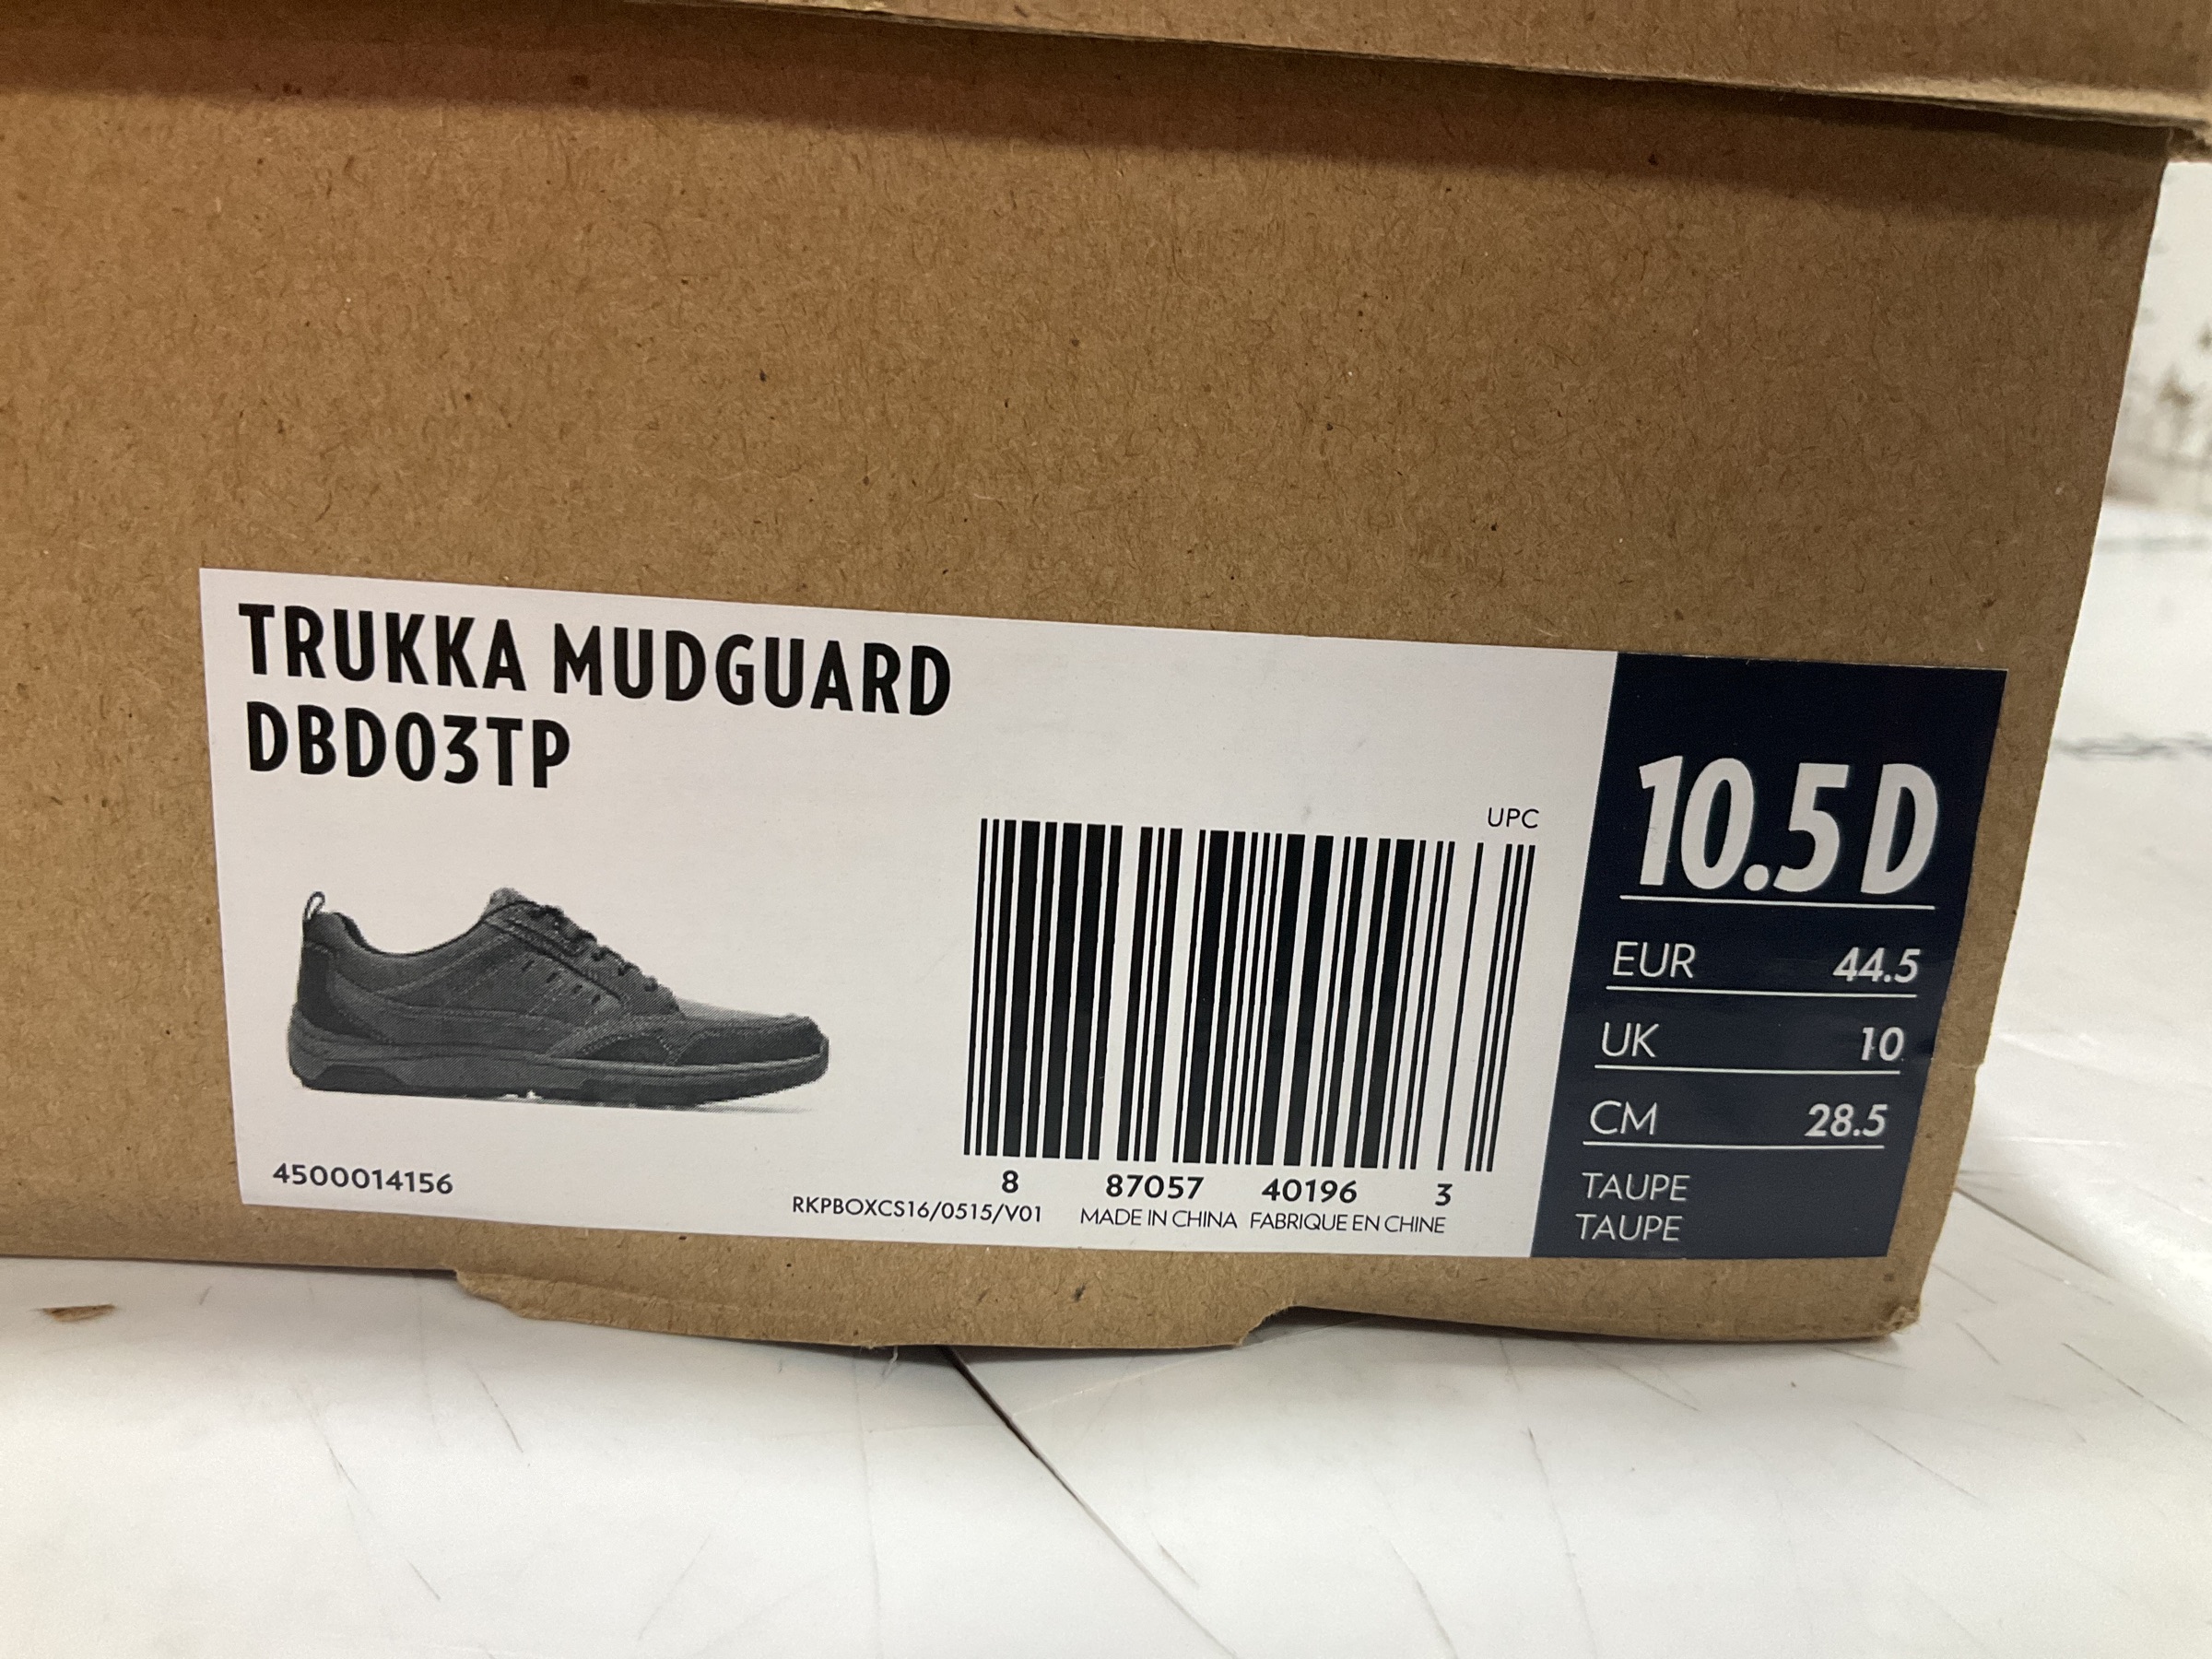 TRUKKA MUDGUARD
DBD03TP
UPC
8 87057 40196 3
4500014156
RKPBOXCS16/0515/V01 MADE IN CHINA FABRIQUE EN CHINE
10.5 D
EUR 44.5
UK 10
CM 28.5
TAUPE
TAUPE